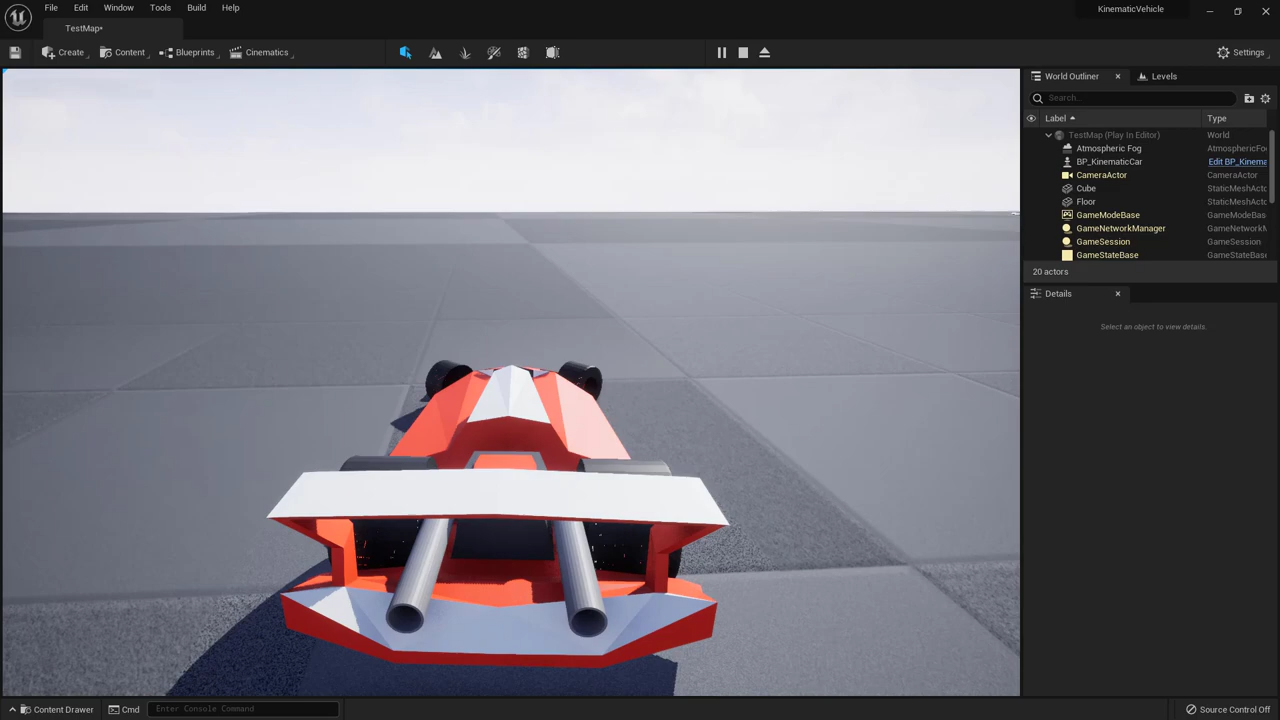 File Edit Window Tools Build Help KinematicVehicle
TestMap*
Create Content Blueprints Cinematics Settings
World Outliner Levels
Search...
Label Type
TestMap (Play In Editor) World
Atmospheric Fog AtmosphericFo
BP_KinematicCar Edit BP_Kinema
CameraActor CameraActor
Cube StaticMeshActo
Floor StaticMeshActo
GameModeBase GameModeBas
GameNetworkManager GameNetworkM
GameSession GameSession
GameStateBase GameStateBase
20 actors
Details
Select an object to view details.
Content Drawer Cmd Enter Console Command Source Control Off